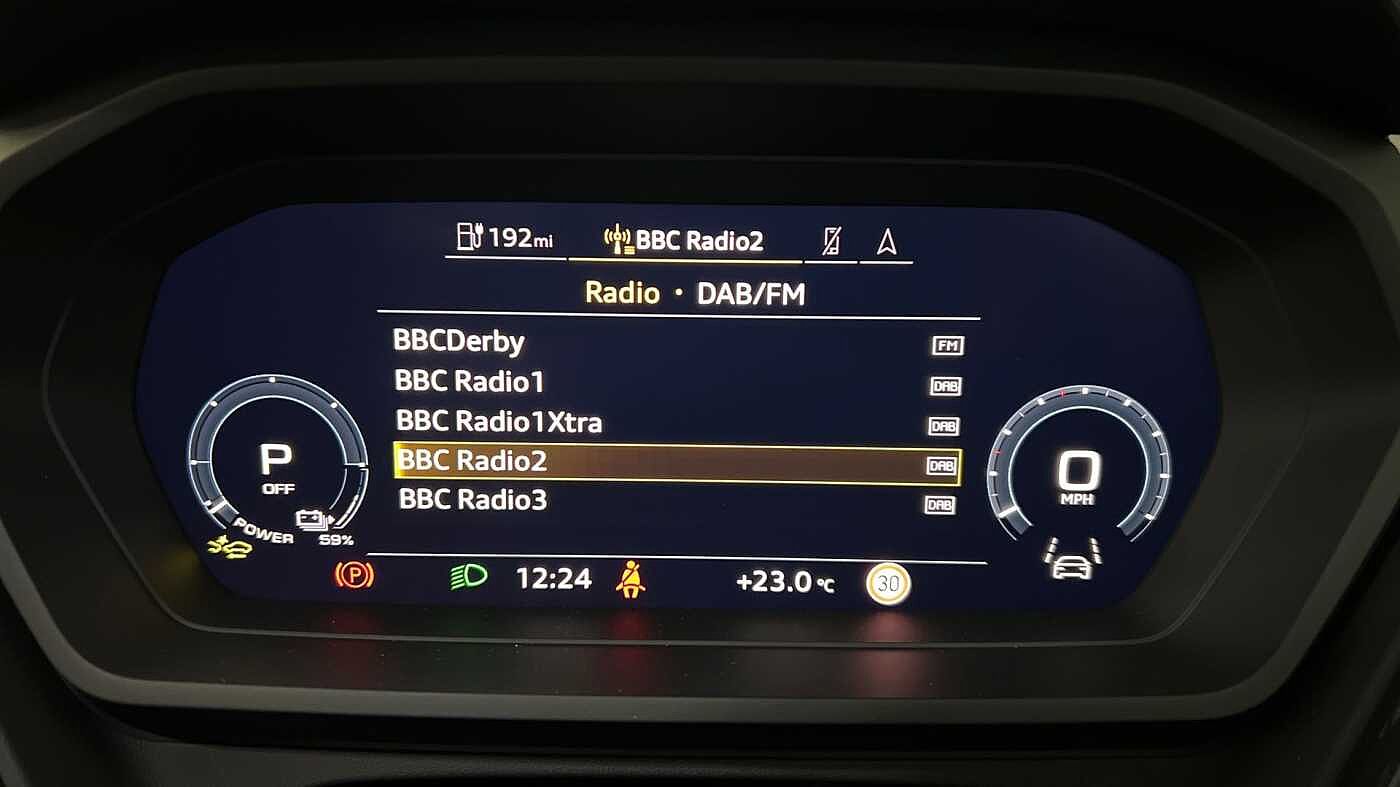 192mi BBC Radio2
Radio • DAB/FM
BBCDerby FM
BBC Radio1 DAB
BBC Radio1Xtra DAB
BBC Radio2 DAB
BBC Radio3 DAB
P
OFF
POWER
59%
0
MPH
P 12:24 +23.0 °C 30